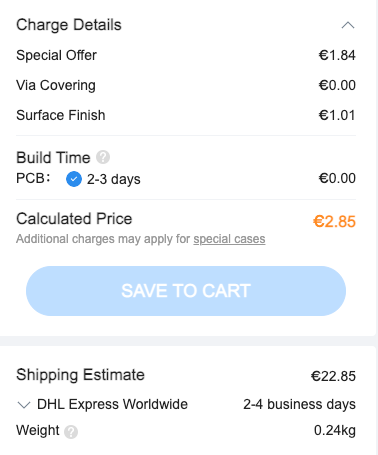 Charge Details
Special Offer €1.84
Via Covering €0.00
Surface Finish €1.01
Build Time ?
PCB: 2-3 days €0.00
Calculated Price €2.85
Additional charges may apply for special cases
SAVE TO CART
Shipping Estimate €22.85
DHL Express Worldwide 2-4 business days
Weight ? 0.24kg